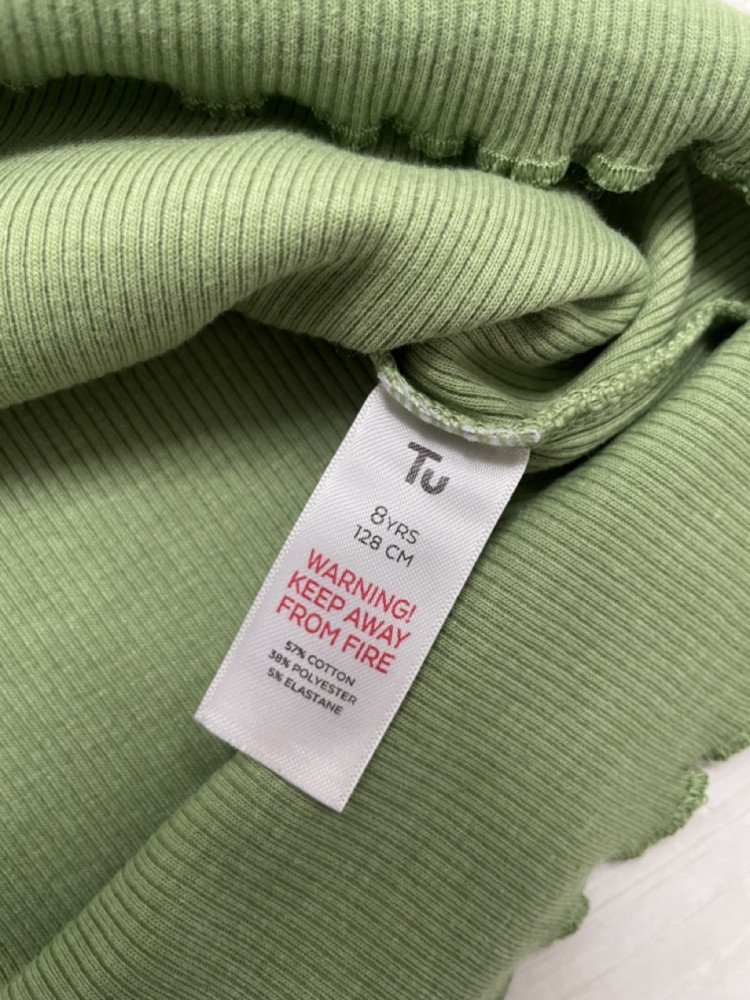 Tu
8YRS
128 CM
WARNING!
KEEP AWAY
FROM FIRE
57% COTTON
38% POLYESTER
5% ELASTANE